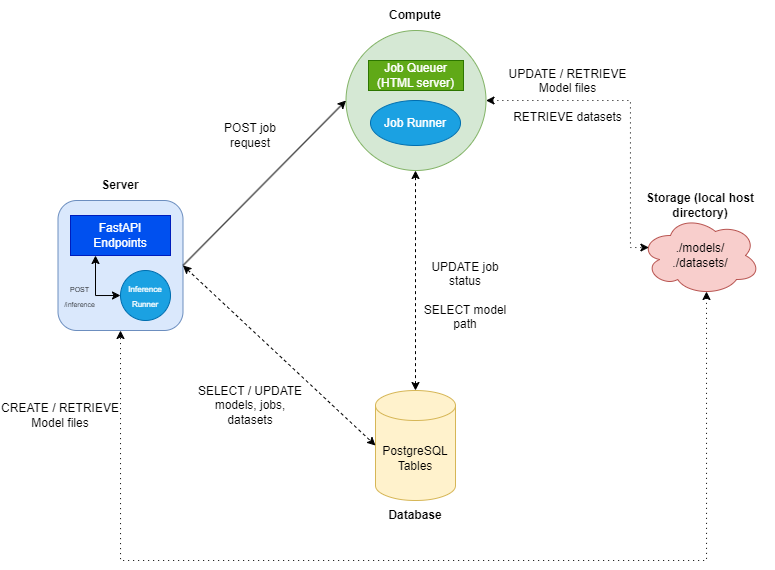 Compute
Job Queuer
(HTML server)
Job Runner
UPDATE / RETRIEVE
Model files
RETRIEVE datasets
POST job
request
Server
FastAPI
Endpoints
POST
/inference
Inference
Runner
Storage (local host
directory)
./models/
./datasets/
UPDATE job
status
SELECT model
path
SELECT / UPDATE
models, jobs,
datasets
CREATE / RETRIEVE
Model files
PostgreSQL
Tables
Database